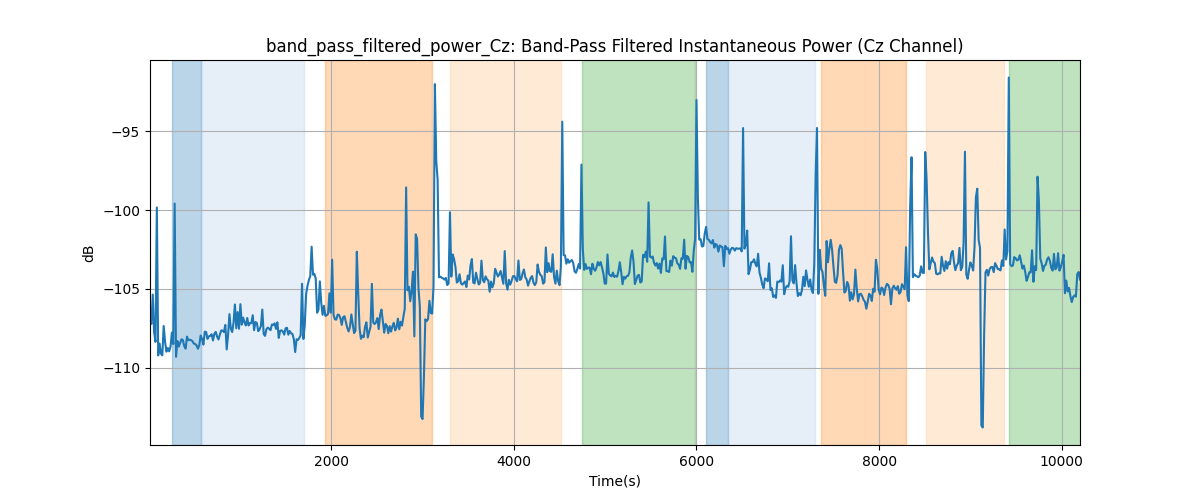 band_pass_filtered_power_Cz: Band-Pass Filtered Instantaneous Power (Cz Channel)
dB
−95
−100
−105
−110
2000 4000 6000 8000 10000
Time(s)